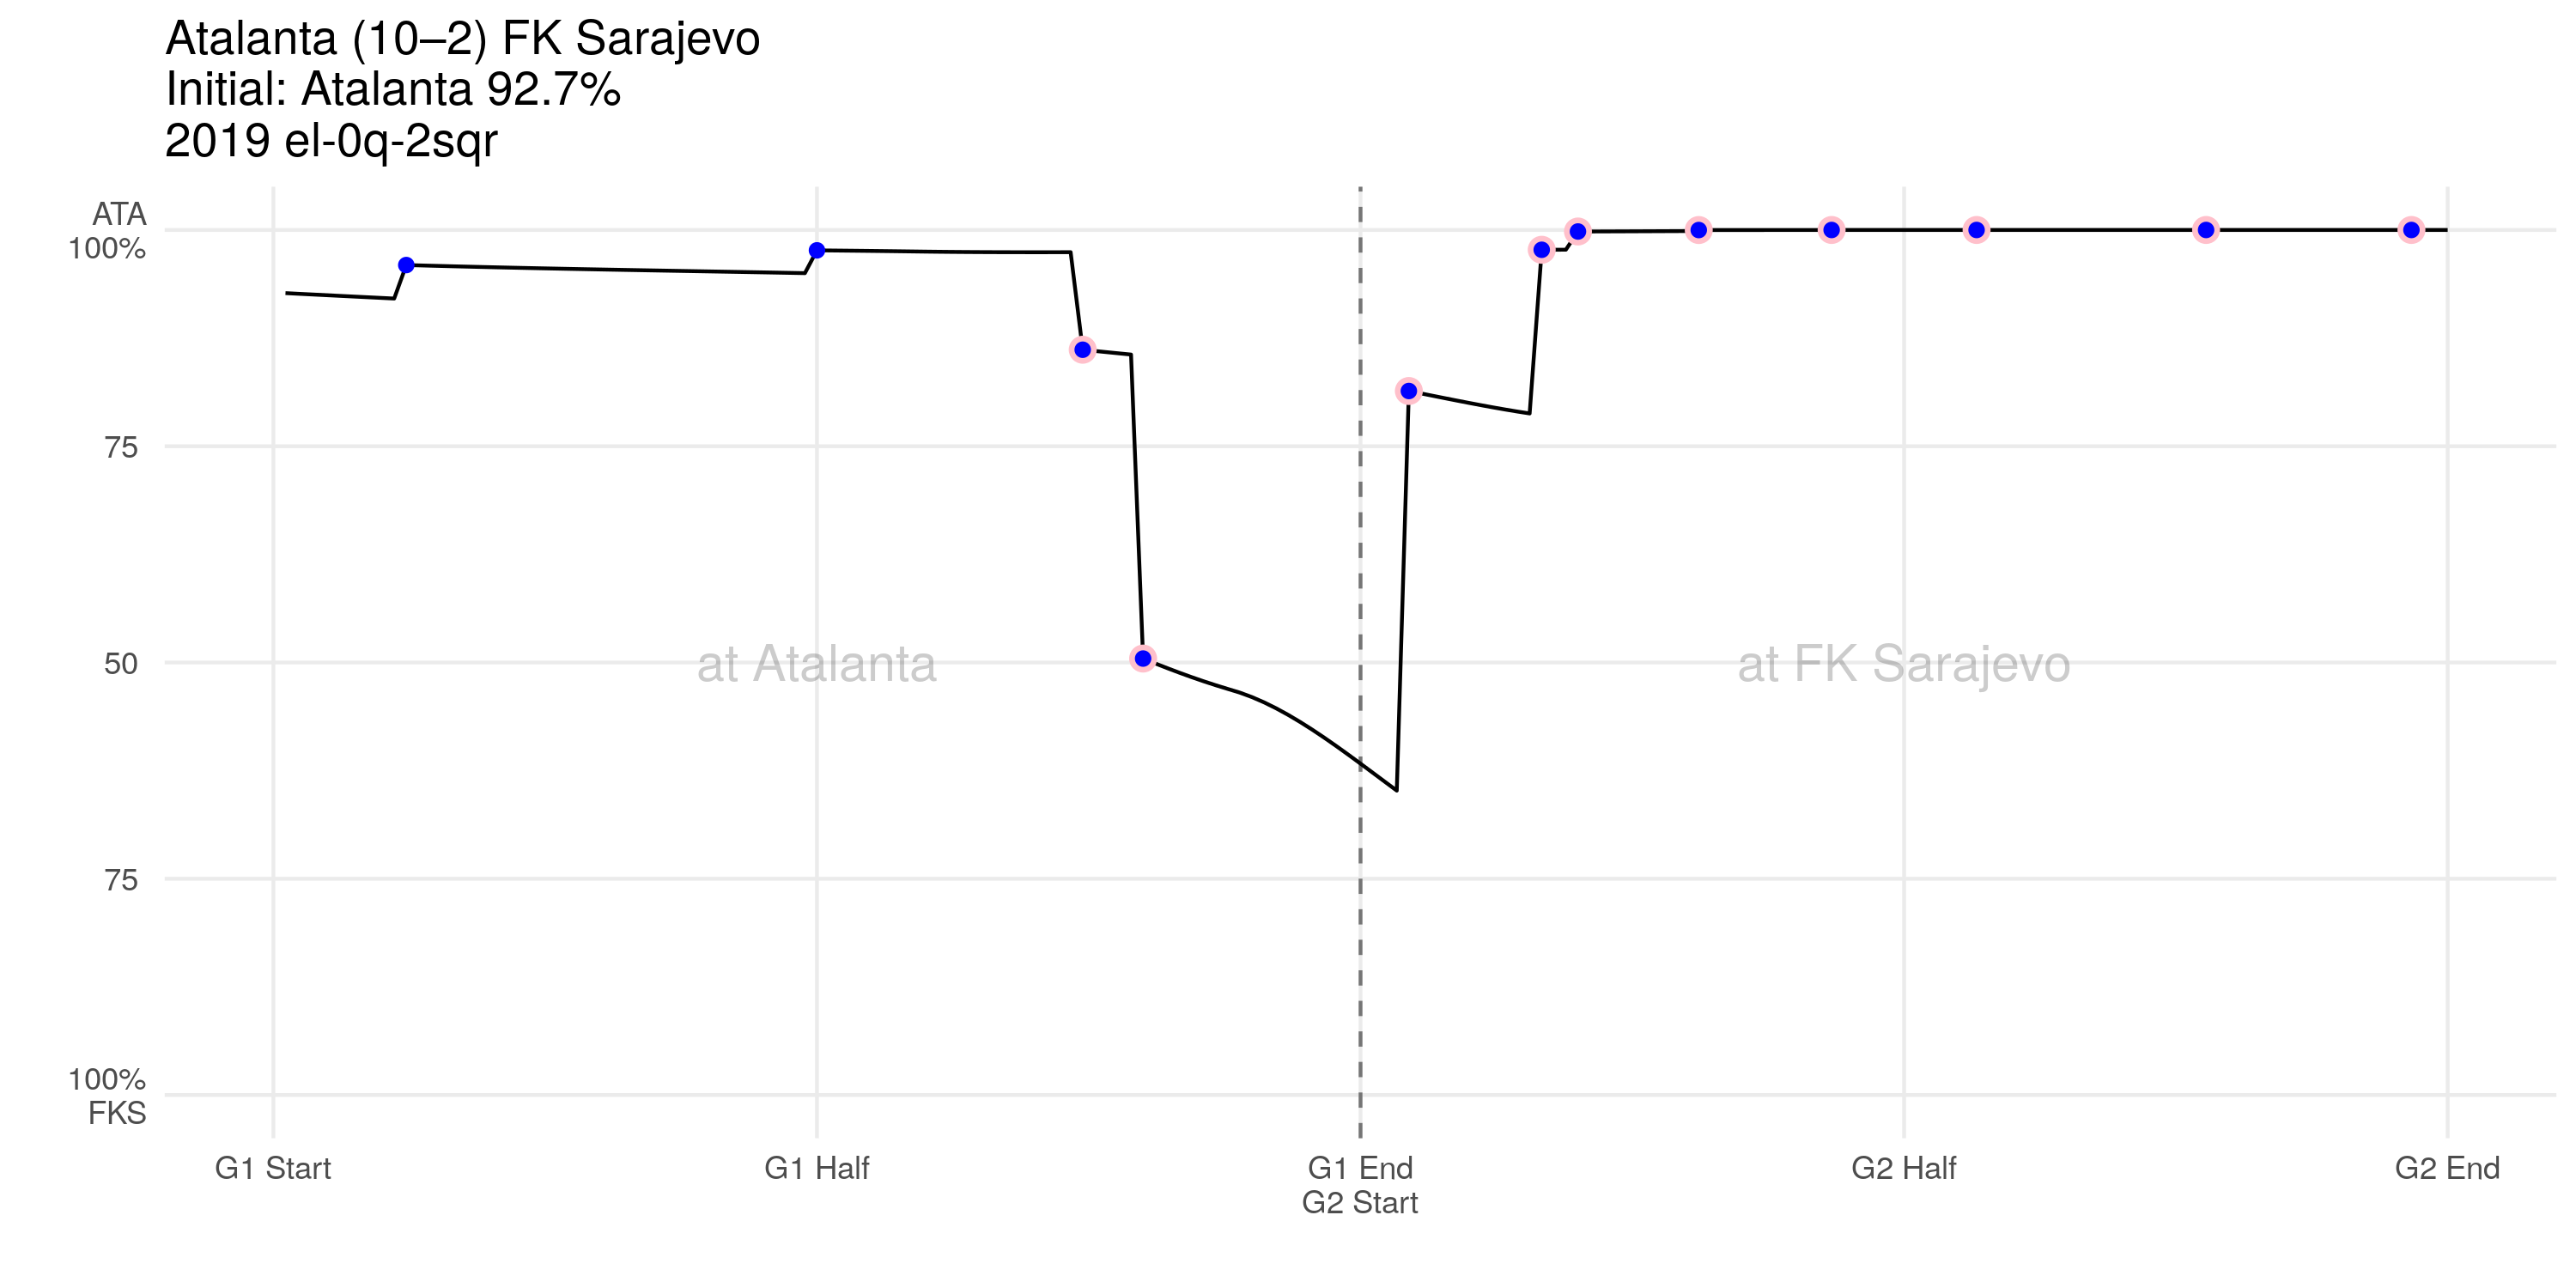 Atalanta (10–2) FK Sarajevo
Initial: Atalanta 92.7%
2019 el-0q-2sqr
ATA
100%
75
50
75
100%
FKS
at Atalanta
at FK Sarajevo
G1 Start
G1 Half
G1 End
G2 Start
G2 Half
G2 End